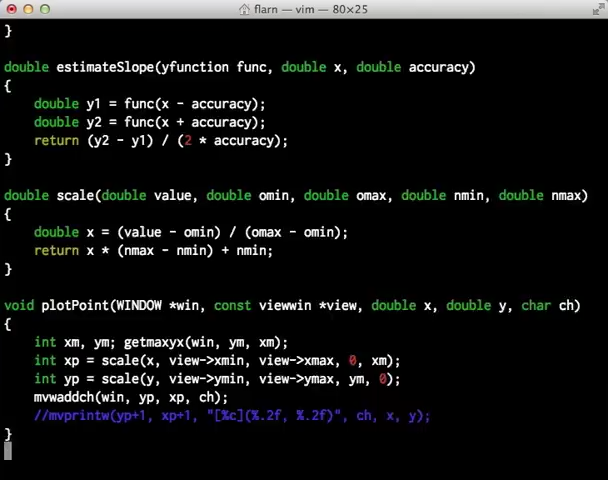 flarn — vim — 80×25
}
double estimateSlope(yfunction func, double x, double accuracy)
{
    double y1 = func(x - accuracy);
    double y2 = func(x + accuracy);
    return (y2 - y1) / (2 * accuracy);
}
double scale(double value, double omin, double omax, double nmin, double nmax)
{
    double x = (value - omin) / (omax - omin);
    return x * (nmax - nmin) + nmin;
}
void plotPoint(WINDOW *win, const viewwin *view, double x, double y, char ch)
{
    int xm, ym; getmaxyx(win, ym, xm);
    int xp = scale(x, view->xmin, view->xmax, 0, xm);
    int yp = scale(y, view->ymin, view->ymax, ym, 0);
    mvwaddch(win, yp, xp, ch);
    //mvprintw(yp+1, xp+1, "[%c](%.2f, %.2f)", ch, x, y);
}